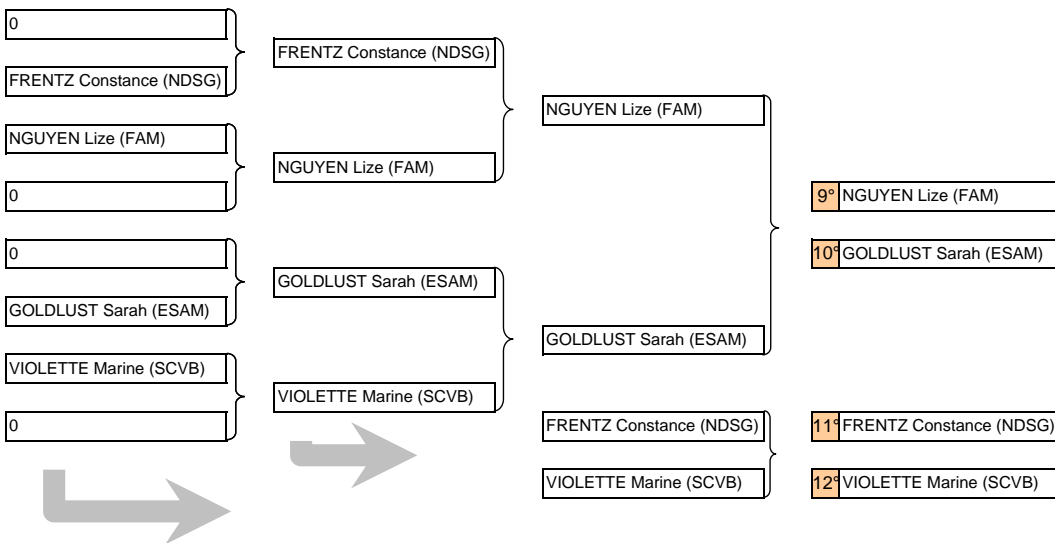 0
FRENTZ Constance (NDSG)
NGUYEN Lize (FAM)
0
0
GOLDLUST Sarah (ESAM)
VIOLETTE Marine (SCVB)
0
FRENTZ Constance (NDSG)
NGUYEN Lize (FAM)
GOLDLUST Sarah (ESAM)
VIOLETTE Marine (SCVB)
NGUYEN Lize (FAM)
GOLDLUST Sarah (ESAM)
FRENTZ Constance (NDSG)
VIOLETTE Marine (SCVB)
9° NGUYEN Lize (FAM)
10° GOLDLUST Sarah (ESAM)
11° FRENTZ Constance (NDSG)
12° VIOLETTE Marine (SCVB)